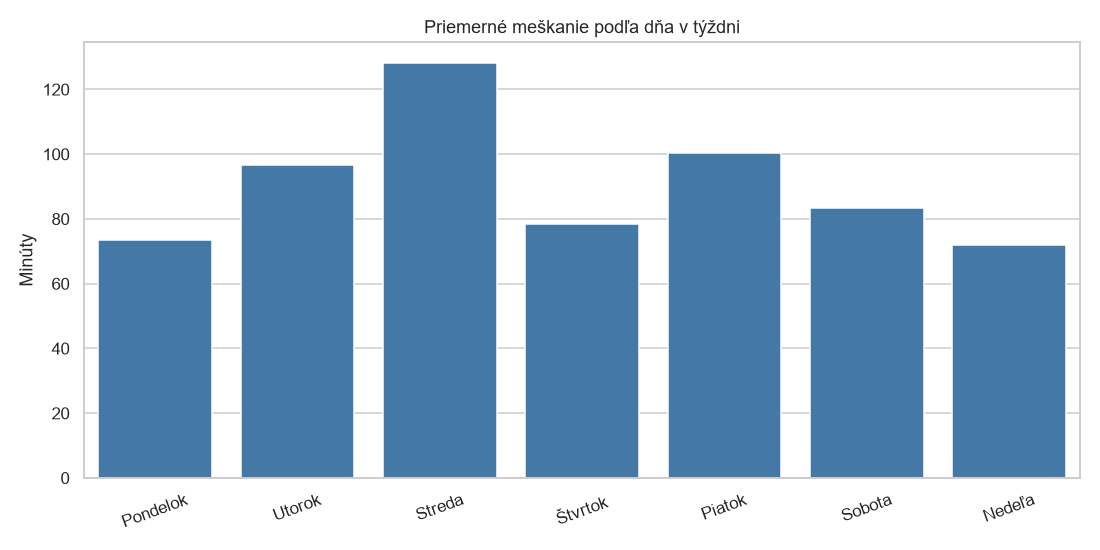 Priemerné meškanie podľa dňa v týždni
Minúty
120
100
80
60
40
20
0
Pondelok
Utorok
Streda
Štvrtok
Piatok
Sobota
Nedeľa